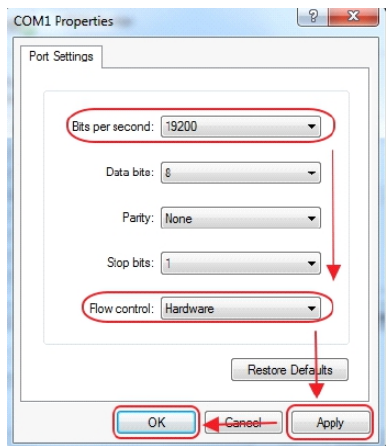 COM1 Properties
Port Settings
Bits per second: 19200
Data bits: 8
Parity: None
Stop bits: 1
Flow control: Hardware
Restore Defaults
OK Cancel Apply